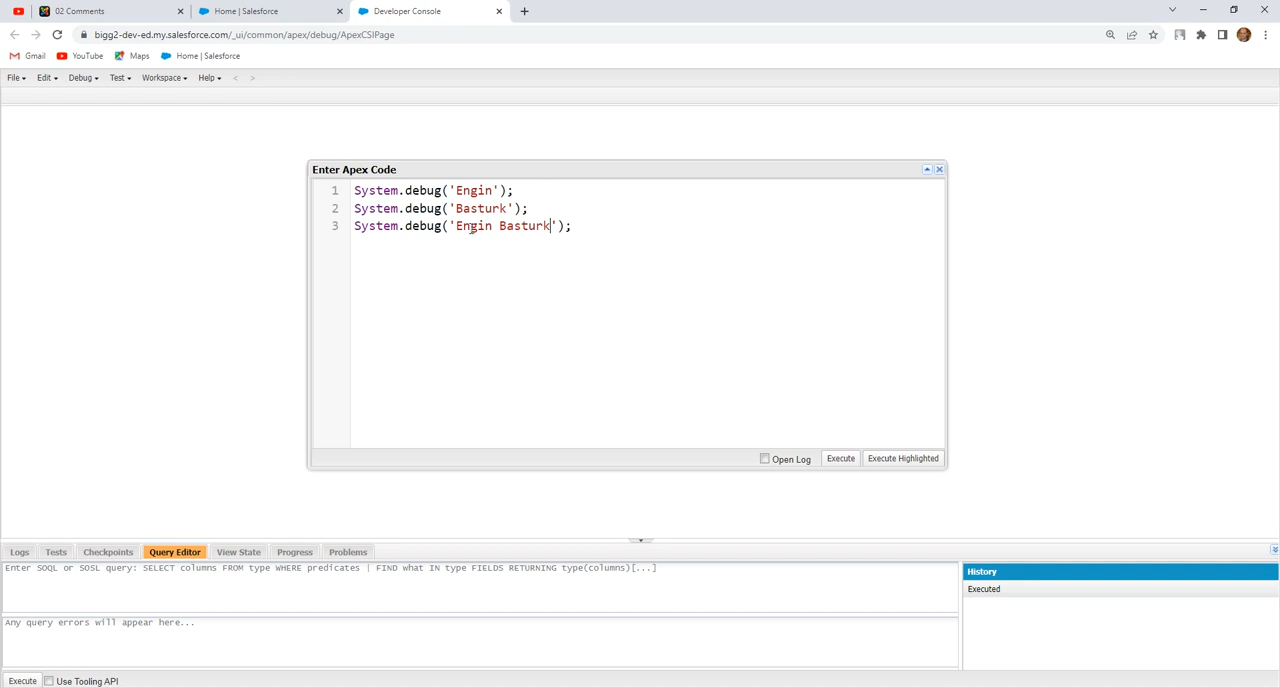 02 Comments
Home | Salesforce
Developer Console
bigg2-dev-ed.my.salesforce.com/_ui/common/apex/debug/ApexCSIPage
Gmail YouTube Maps Home | Salesforce
File Edit Debug Test Workspace Help < >
Enter Apex Code
1 System.debug('Engin');
2 System.debug('Basturk');
3 System.debug('Engin Basturk');
Open Log Execute Execute Highlighted
Logs Tests Checkpoints Query Editor View State Progress Problems
Enter SOQL or SOSL query: SELECT columns FROM type WHERE predicates | FIND what IN type FIELDS RETURNING type(columns)[...]
History
Executed
Any query errors will appear here...
Execute Use Tooling API